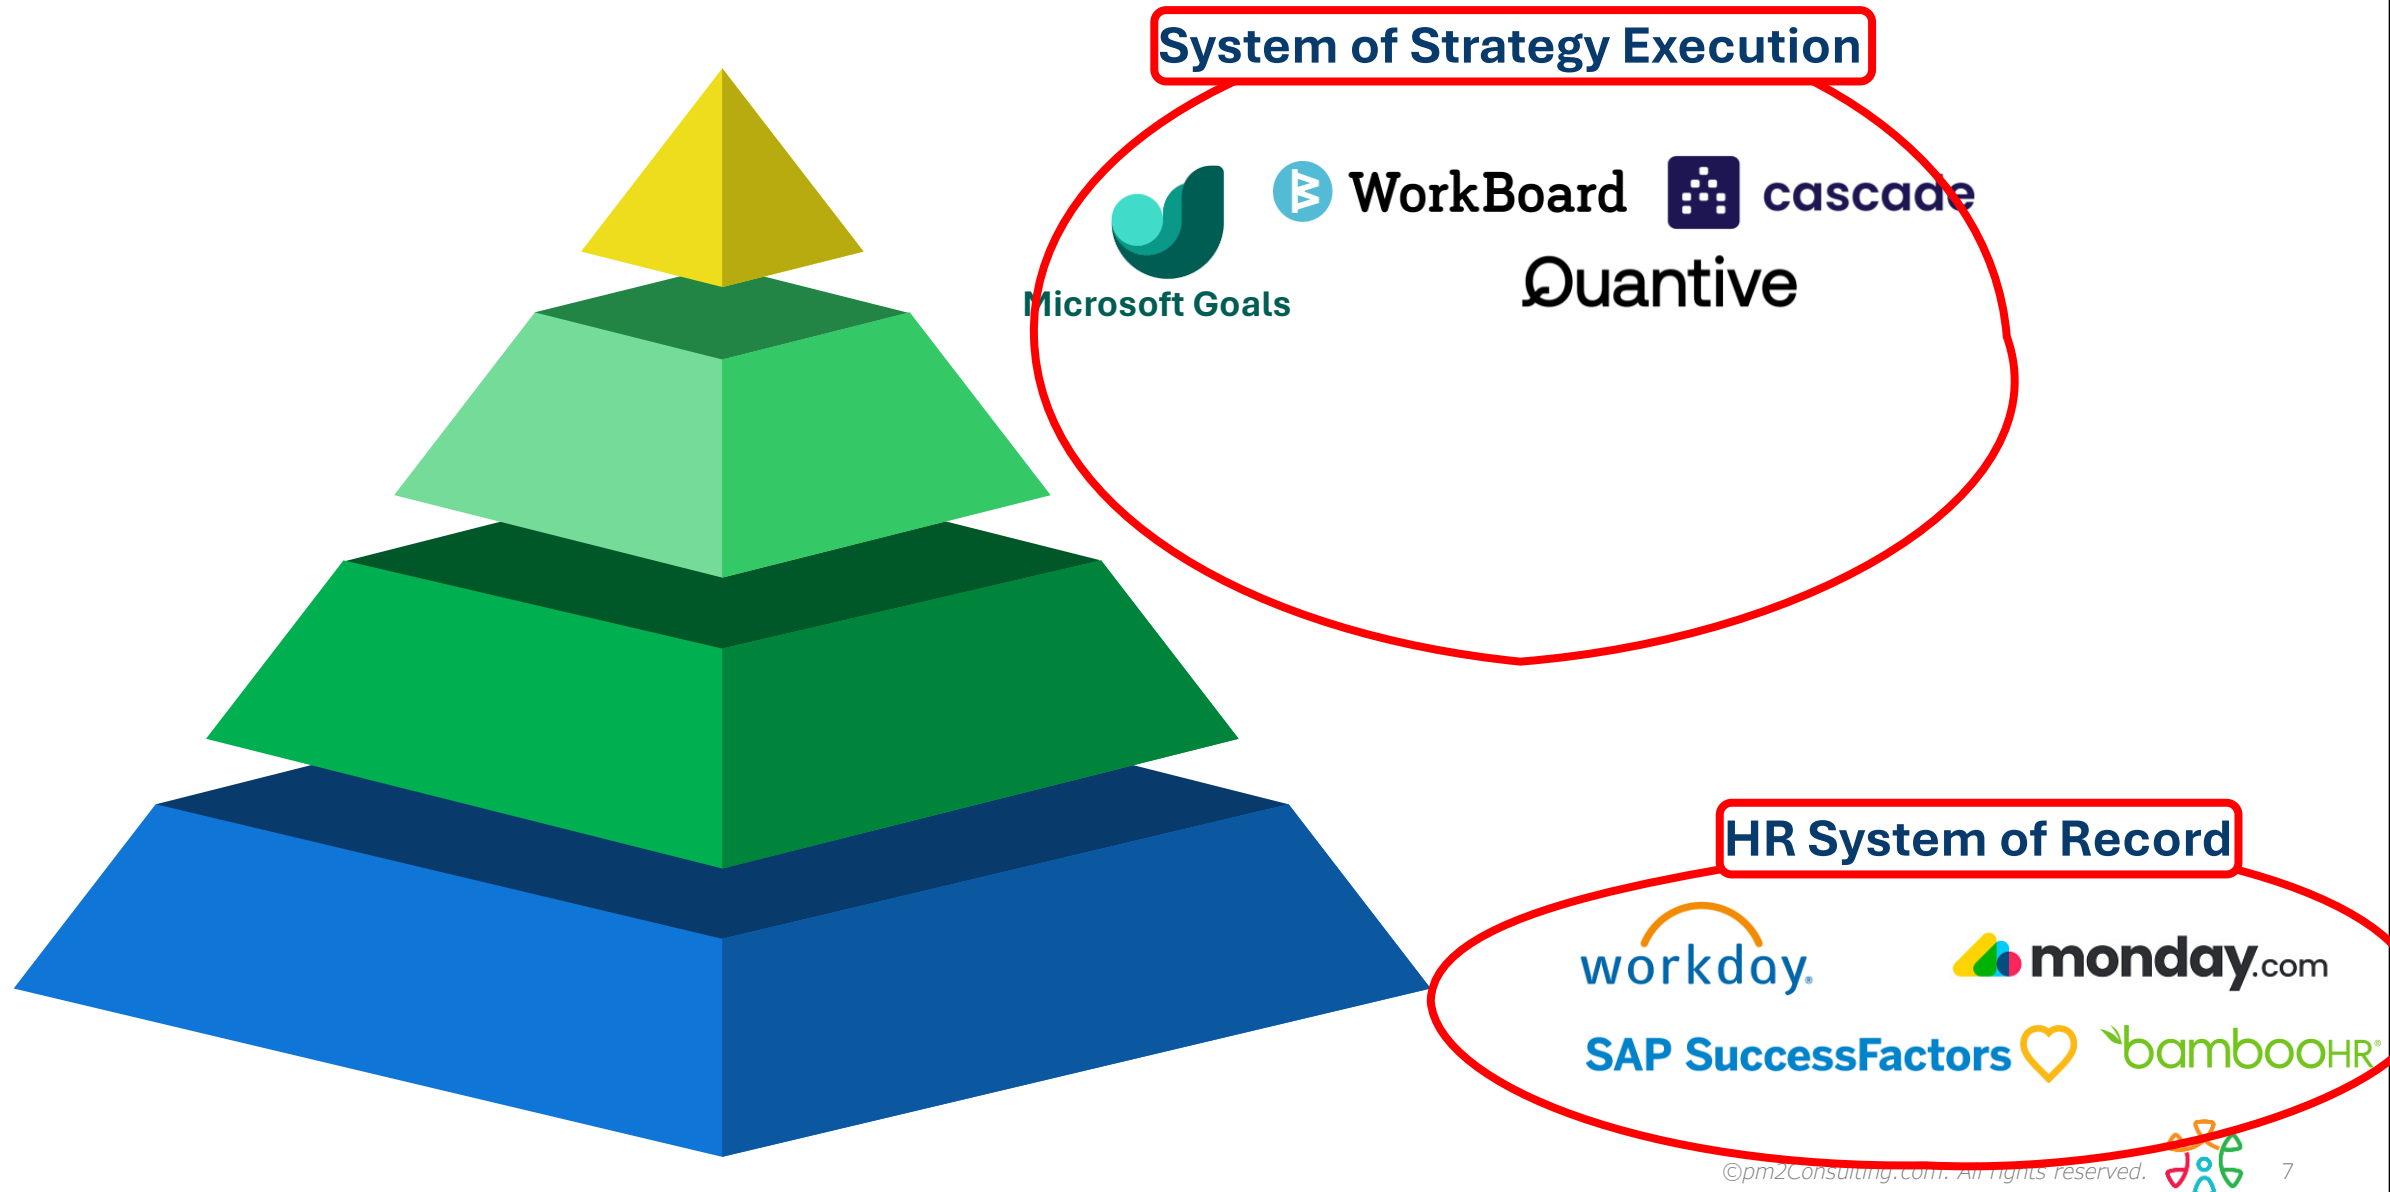 System of Strategy Execution
WorkBoard
cascade
Microsoft Goals
Quantive
HR System of Record
workday®
monday.com
SAP SuccessFactors
bambooHR®
©pm2Consulting.com. All rights reserved.
7